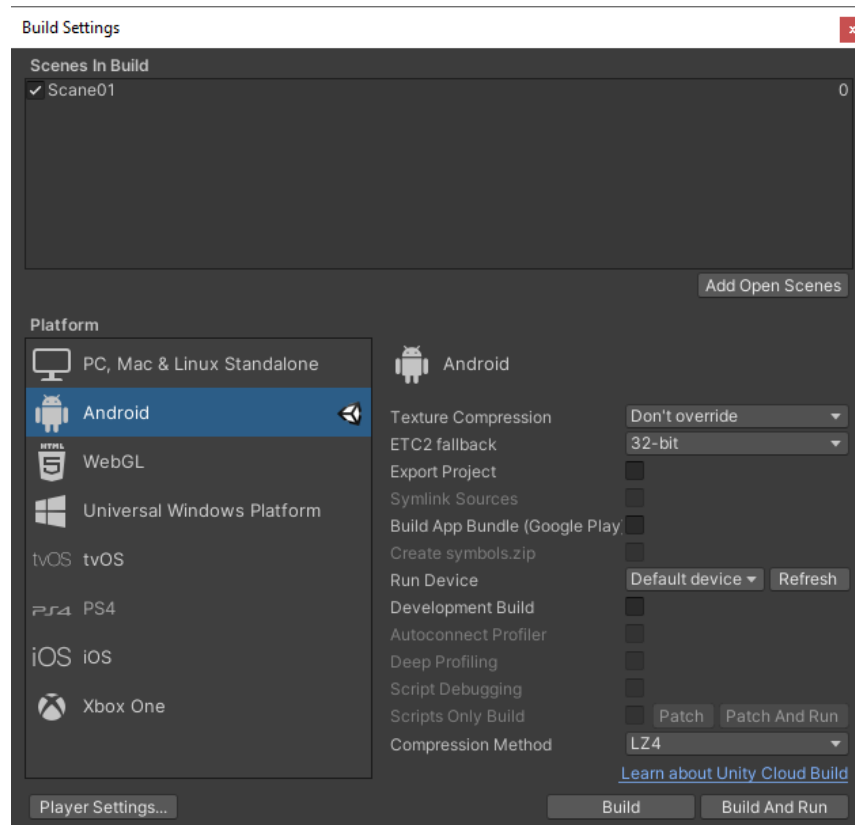 Build Settings
x
Scenes In Build
Scane01 0
Add Open Scenes
Platform
PC, Mac & Linux Standalone
Android
HTML
5
WebGL
Universal Windows Platform
tvOS tvOS
PS4 PS4
iOS iOS
Xbox One
Android
Texture Compression Don't override
ETC2 fallback 32-bit
Export Project
Symlink Sources
Build App Bundle (Google Play)
Create symbols.zip
Run Device Default device Refresh
Development Build
Autoconnect Profiler
Deep Profiling
Script Debugging
Scripts Only Build Patch Patch And Run
Compression Method LZ4
Learn about Unity Cloud Build
Player Settings... Build Build And Run